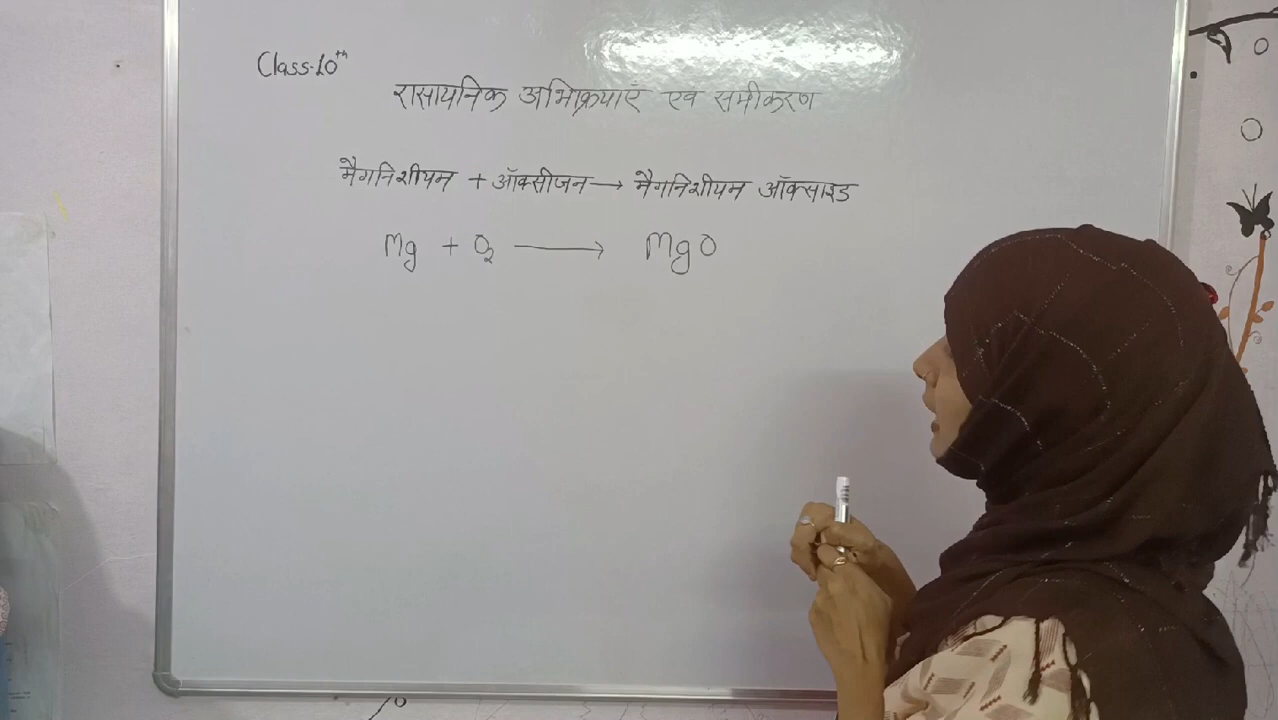 Class-10th
रासायनिक अभिक्रियाएँ एवं समीकरण
मैगनिशीयम + ऑक्सीजन → मैगनिशीयम ऑक्साइड
Mg + O₂ ⟶ MgO